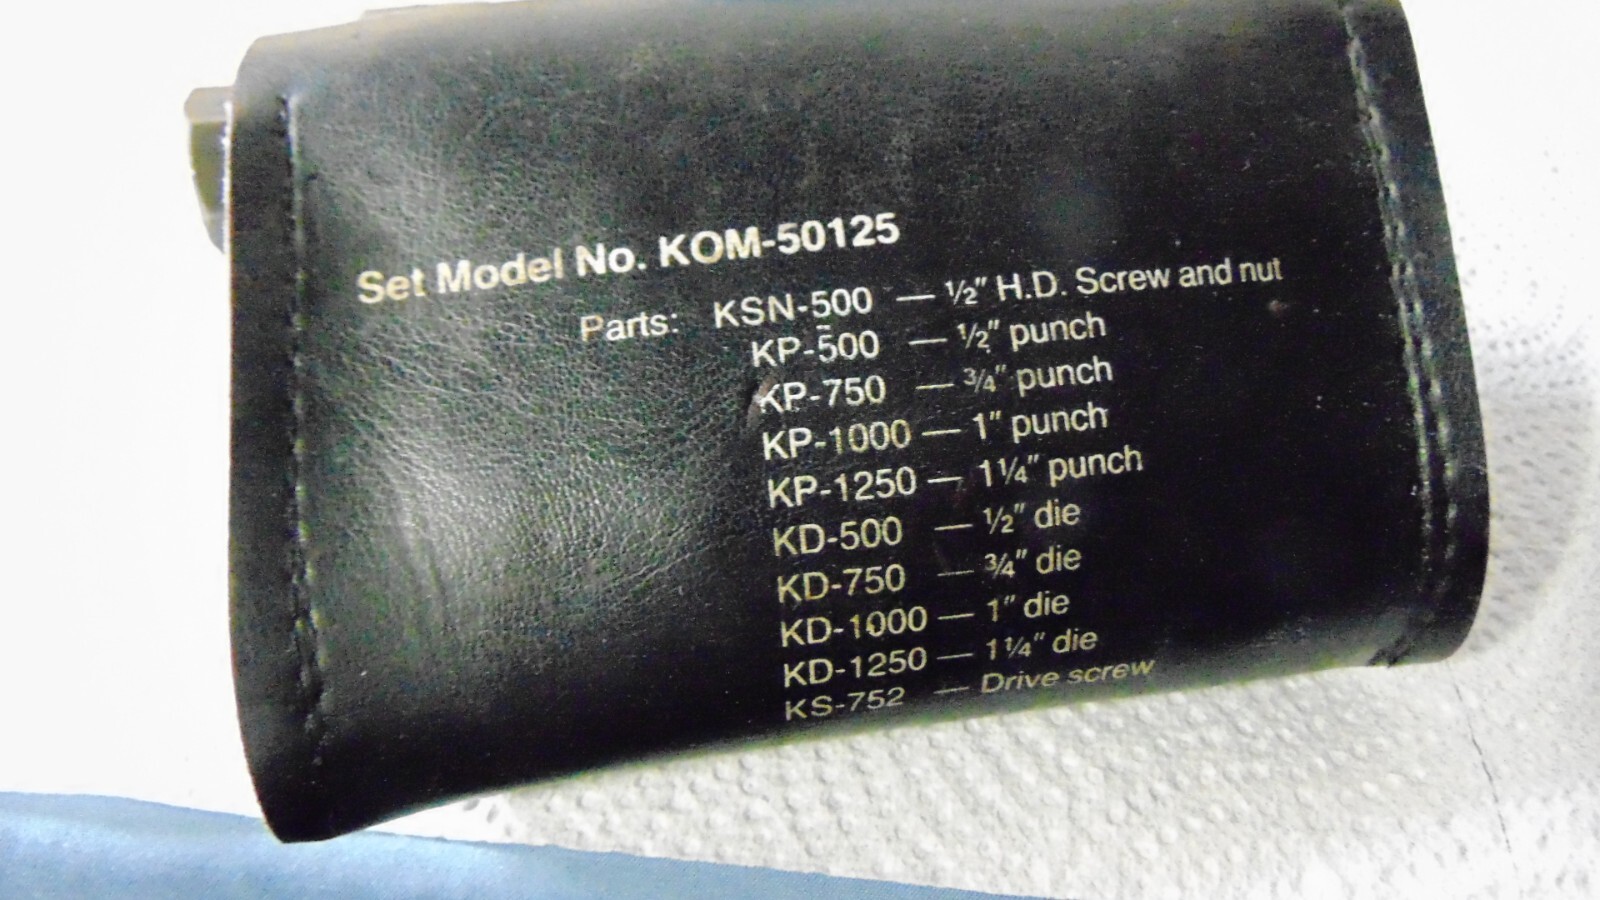 Set Model No. KOM-50125
Parts: KSN-500 — ½" H.D. Screw and nut
KP-500 — ½" punch
KP-750 — ¾" punch
KP-1000 — 1" punch
KP-1250 — 1¼" punch
KD-500 — ½" die
KD-750 — ¾" die
KD-1000 — 1" die
KD-1250 — 1¼" die
KS-752 — Drive screw